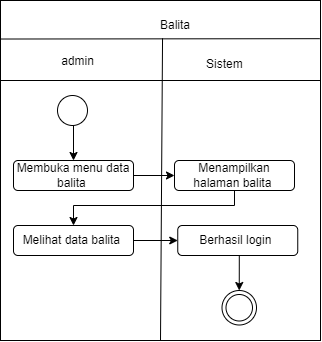 Balita
admin
Sistem
Membuka menu data
balita
Menampilkan
halaman balita
Melihat data balita
Berhasil login